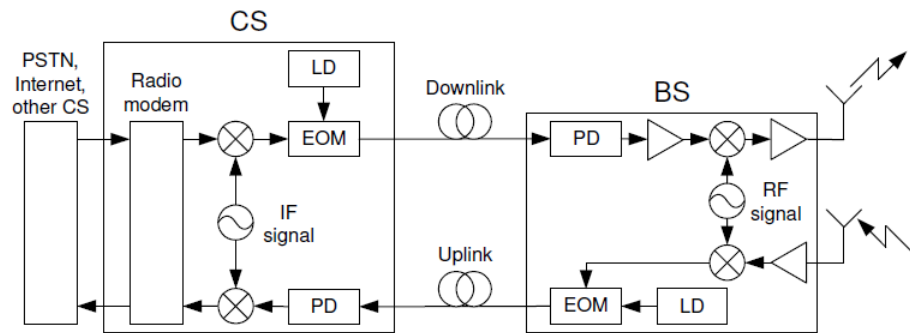 CS
PSTN,
Internet,
other CS
Radio
modem
LD
EOM
Downlink
BS
PD
IF
signal
RF
signal
Uplink
PD
EOM
LD